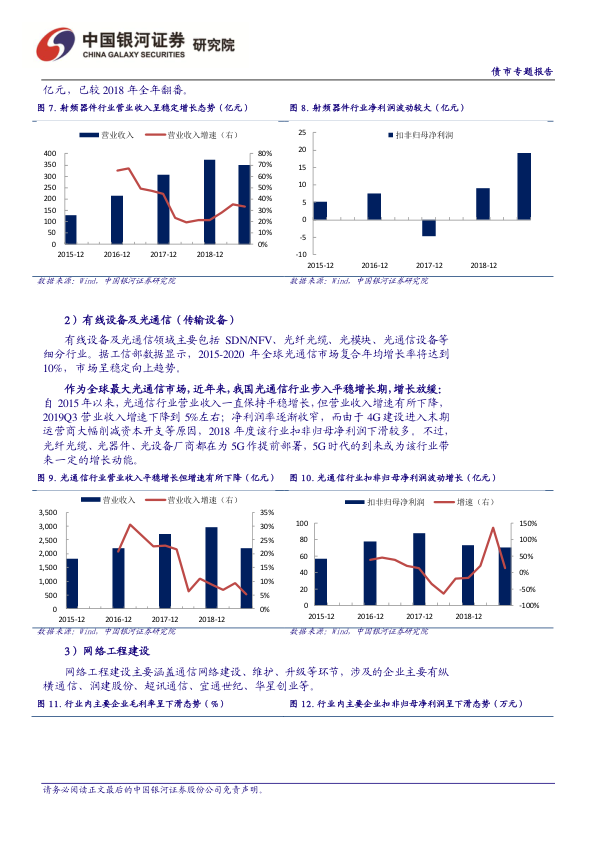 中国银河证券 研究院
CHINA GALAXY SECURITIES
债市专题报告
亿元，已较 2018 年全年翻番。
图 7. 射频器件行业营业收入呈稳定增长态势（亿元）
营业收入 营业收入增速（右）
400 350 300 250 200 150 100 50 0
80% 70% 60% 50% 40% 30% 20% 10% 0%
2015-12 2016-12 2017-12 2018-12
数据来源：Wind、中国银河证券研究院
图 8. 射频器件行业净利润波动较大（亿元）
扣非归母净利润
25 20 15 10 5 0 -5 -10
2015-12 2016-12 2017-12 2018-12
数据来源：Wind、中国银河证券研究院
2）有线设备及光通信（传输设备）
有线设备及光通信领域主要包括 SDN/NFV、光纤光缆、光模块、光通信设备等
细分行业。据工信部数据显示，2015-2020 年全球光通信市场复合年均增长率将达到
10%，市场呈稳定向上趋势。
作为全球最大光通信市场，近年来，我国光通信行业步入平稳增长期，增长放缓：
自 2015 年以来，光通信行业营业收入一直保持平稳增长，但营业收入增速有所下降，
2019Q3 营业收入增速下降到 5%左右；净利润率逐渐收窄，而由于 4G 建设进入末期
运营商大幅削减资本开支等原因，2018 年度该行业扣非归母净利润下滑较多。不过，
光纤光缆、光器件、光设备厂商都在为 5G 作提前部署，5G 时代的到来或为该行业带
来一定的增长动能。
图 9. 光通信行业营业收入平稳增长但增速有所下降（亿元）
营业收入 营业收入增速（右）
3,500 3,000 2,500 2,000 1,500 1,000 500 0
35% 30% 25% 20% 15% 10% 5% 0%
2015-12 2016-12 2017-12 2018-12
数据来源：Wind、中国银河证券研究院
图 10. 光通信行业扣非归母净利润波动增长（亿元）
扣非归母净利润 增速（右）
100 80 60 40 20 0
150% 100% 50% 0% -50% -100%
2015-12 2016-12 2017-12 2018-12
数据来源：Wind、中国银河证券研究院
3）网络工程建设
网络工程建设主要涵盖通信网络建设、维护、升级等环节，涉及的企业主要有纵
横通信、润建股份、超讯通信、宜通世纪、华星创业等。
图 11. 行业内主要企业毛利率呈下滑态势（%）
图 12. 行业内主要企业扣非归母净利润呈下滑态势（万元）
请务必阅读正文最后的中国银河证券股份公司免责声明。